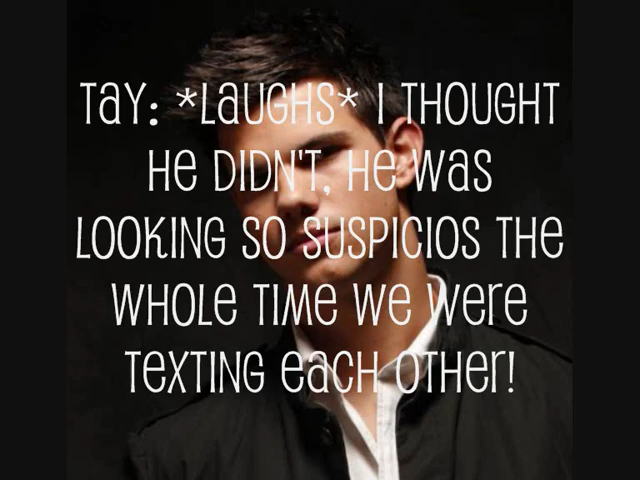 Tay: *Laughs* I thought
he didn't, he was
looking so suspicios the
whole time we were
texting each other!